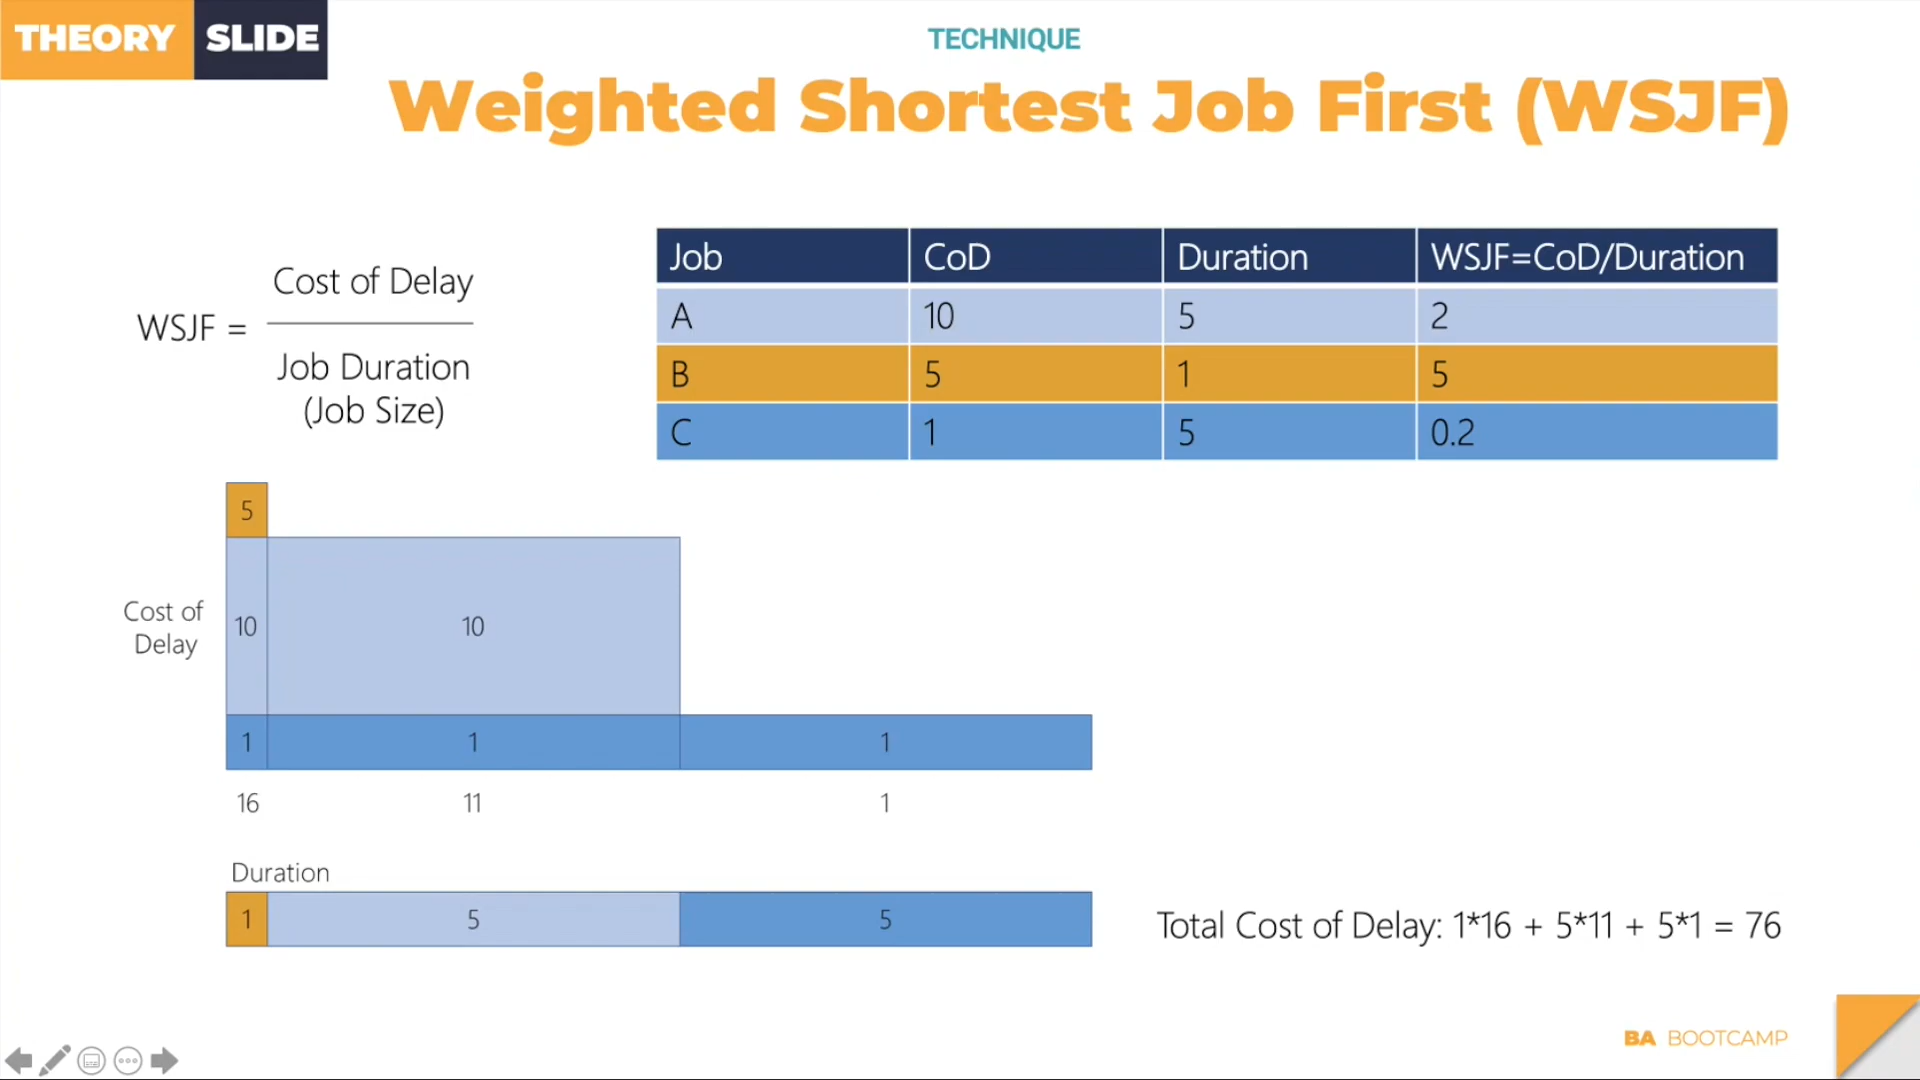 THEORY SLIDE
TECHNIQUE
Weighted Shortest Job First (WSJF)
WSJF =
Cost of Delay
Job Duration
(Job Size)
Job CoD Duration WSJF=CoD/Duration
A 10 5 2
B 5 1 5
C 1 5 0.2
5
Cost of
Delay
10 10
1 1 1
16 11 1
Duration
1 5 5
Total Cost of Delay: 1*16 + 5*11 + 5*1 = 76
BA BOOTCAMP